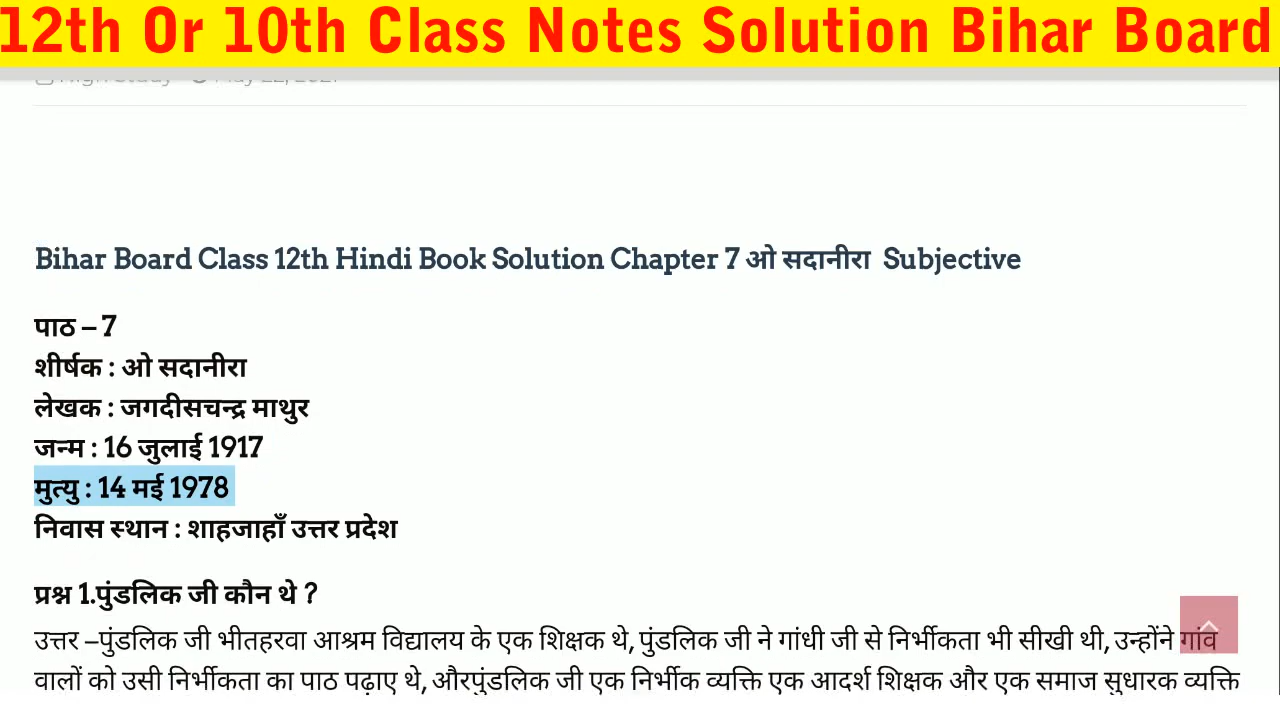 12th Or 10th Class Notes Solution Bihar Board
Bihar Board Class 12th Hindi Book Solution Chapter 7 ओ सदानीरा Subjective
पाठ – 7
शीर्षक : ओ सदानीरा
लेखक : जगदीसचन्द्र माथुर
जन्म : 16 जुलाई 1917
मुत्यु : 14 मई 1978
निवास स्थान : शाहजाहाँ उत्तर प्रदेश
प्रश्न 1.पुंडलिक जी कौन थे ?
उत्तर –पुंडलिक जी भीतहरवा आश्रम विद्यालय के एक शिक्षक थे, पुंडलिक जी ने गांधी जी से निर्भीकता भी सीखी थी, उन्होंने गांव
वालों को उसी निर्भीकता का पाठ पढ़ाए थे, औरपुंडलिक जी एक निर्भीक व्यक्ति एक आदर्श शिक्षक और एक समाज सुधारक व्यक्ति